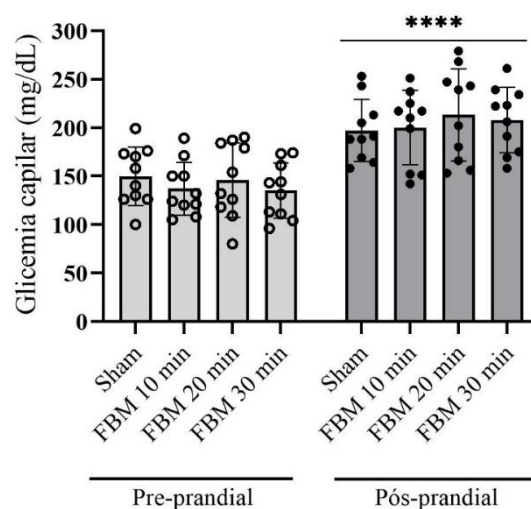 ****
Glicemia capilar (mg/dL)
300
250
200
150
100
50
0
Sham
FBM 10 min
FBM 20 min
FBM 30 min
Sham
FBM 10 min
FBM 20 min
FBM 30 min
Pre-prandial
Pós-prandial